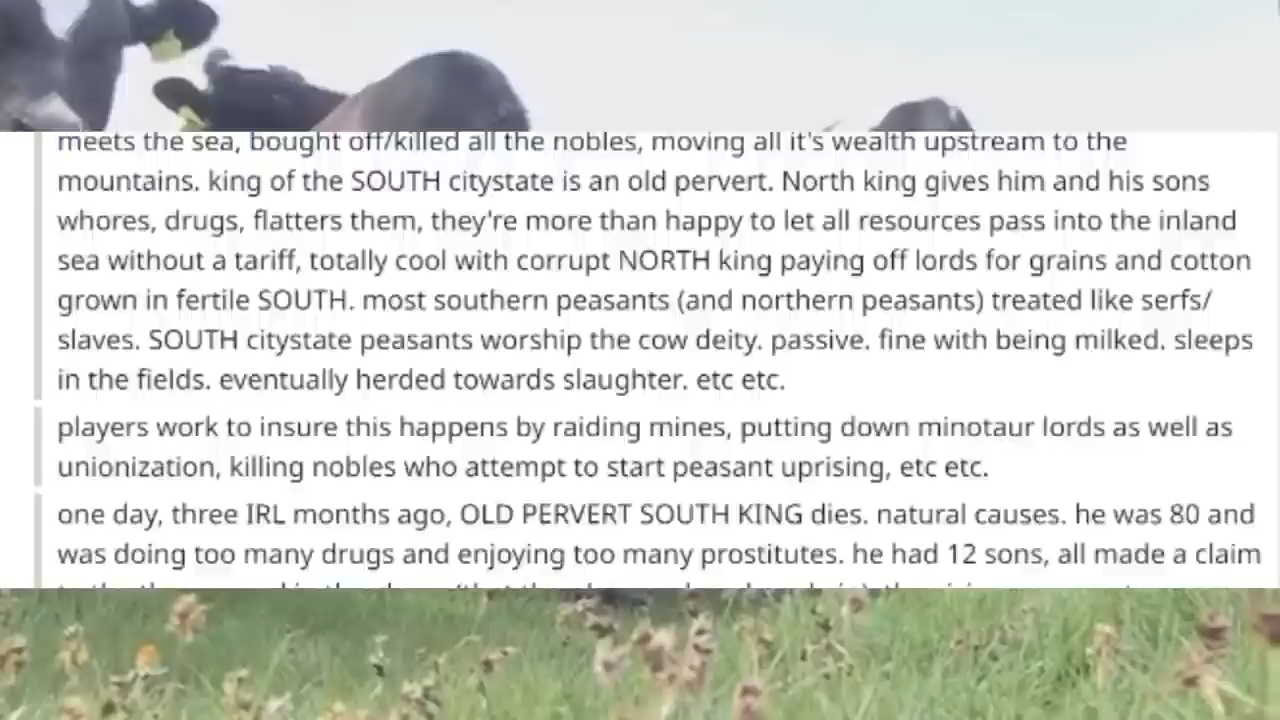 meets the sea, bought off/killed all the nobles, moving all it's wealth upstream to the
mountains. king of the SOUTH citystate is an old pervert. North king gives him and his sons
whores, drugs, flatters them, they're more than happy to let all resources pass into the inland
sea without a tariff, totally cool with corrupt NORTH king paying off lords for grains and cotton
grown in fertile SOUTH. most southern peasants (and northern peasants) treated like serfs/
slaves. SOUTH citystate peasants worship the cow deity. passive. fine with being milked. sleeps
in the fields. eventually herded towards slaughter. etc etc.
players work to insure this happens by raiding mines, putting down minotaur lords as well as
unionization, killing nobles who attempt to start peasant uprising, etc etc.
one day, three IRL months ago, OLD PERVERT SOUTH KING dies. natural causes. he was 80 and
was doing too many drugs and enjoying too many prostitutes. he had 12 sons, all made a claim